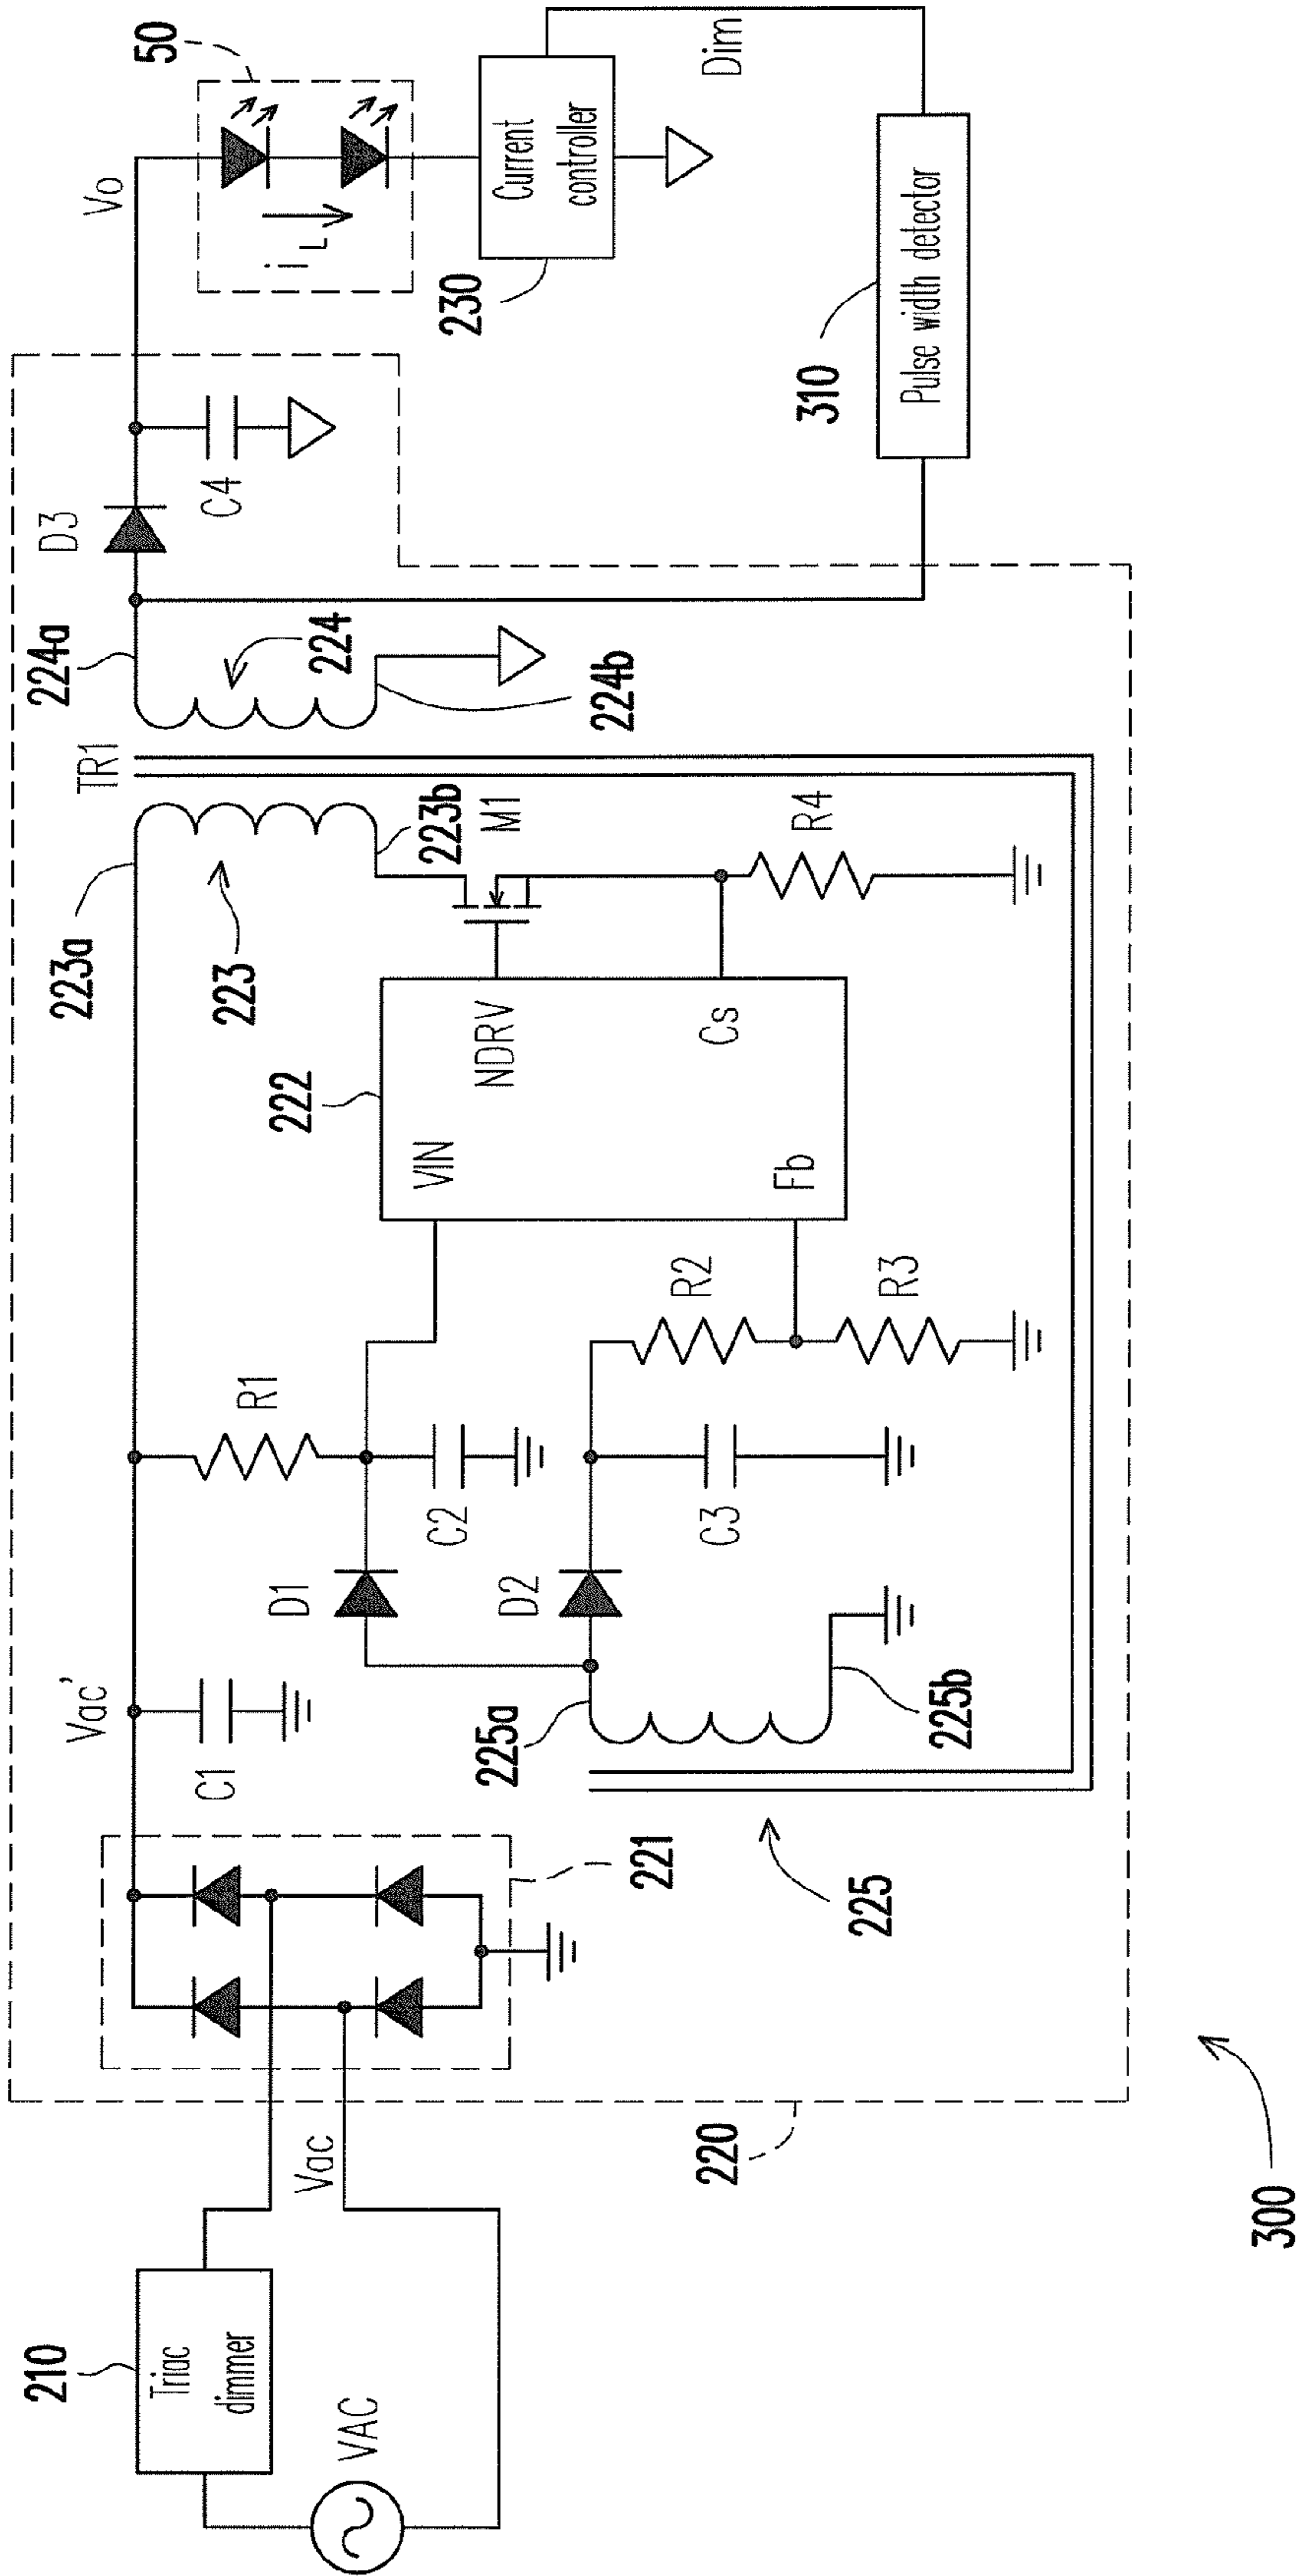 210
Triac
dimmer
VAC
Vac
220
221
Vac'
C1
225
225a
225b
D1
D2
R1
C2
C3
R2
R3
222
VIN
Fb
NDRV
Cs
223a
223
223b
M1
R4
TR1
224a
224
224b
D3
C4
Vo
50
iL
230
Current
controller
Dim
310
Pulse width detector
300